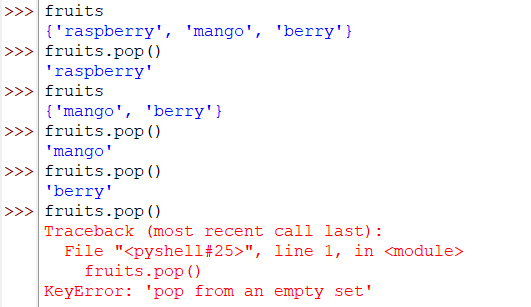 >>> fruits
{'raspberry', 'mango', 'berry'}
>>> fruits.pop()
'raspberry'
>>> fruits
{'mango', 'berry'}
>>> fruits.pop()
'mango'
>>> fruits.pop()
'berry'
>>> fruits.pop()
Traceback (most recent call last):
  File "<pyshell#25>", line 1, in <module>
    fruits.pop()
KeyError: 'pop from an empty set'